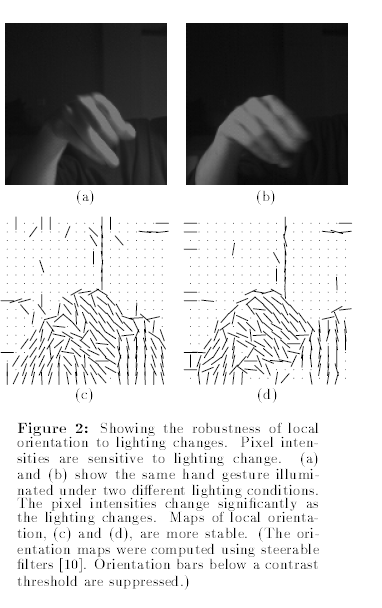 (a)
(b)
(c)
(d)
Figure 2: Showing the robustness of local
orientation to lighting changes. Pixel inten-
sities are sensitive to lighting change. (a)
and (b) show the same hand gesture illumi-
nated under two different lighting conditions.
The pixel intensities change significantly as
the lighting changes. Maps of local orienta-
tion, (c) and (d), are more stable. (The ori-
entation maps were computed using steerable
filters [10]. Orientation bars below a contrast
threshold are suppressed.)